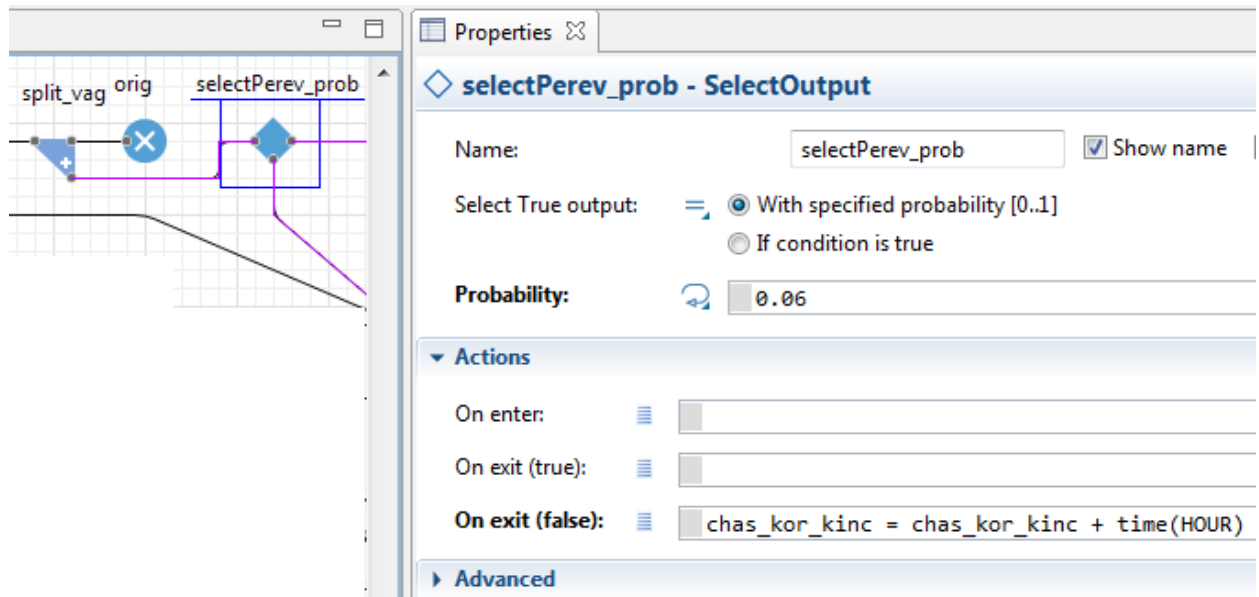 Properties
split_vag
orig
selectPerev_prob
selectPerev_prob - SelectOutput
Name:
selectPerev_prob
Show name
Select True output:
With specified probability [0..1]
If condition is true
Probability:
0.06
Actions
On enter:
On exit (true):
On exit (false):
chas_kor_kinc = chas_kor_kinc + time(HOUR)
Advanced